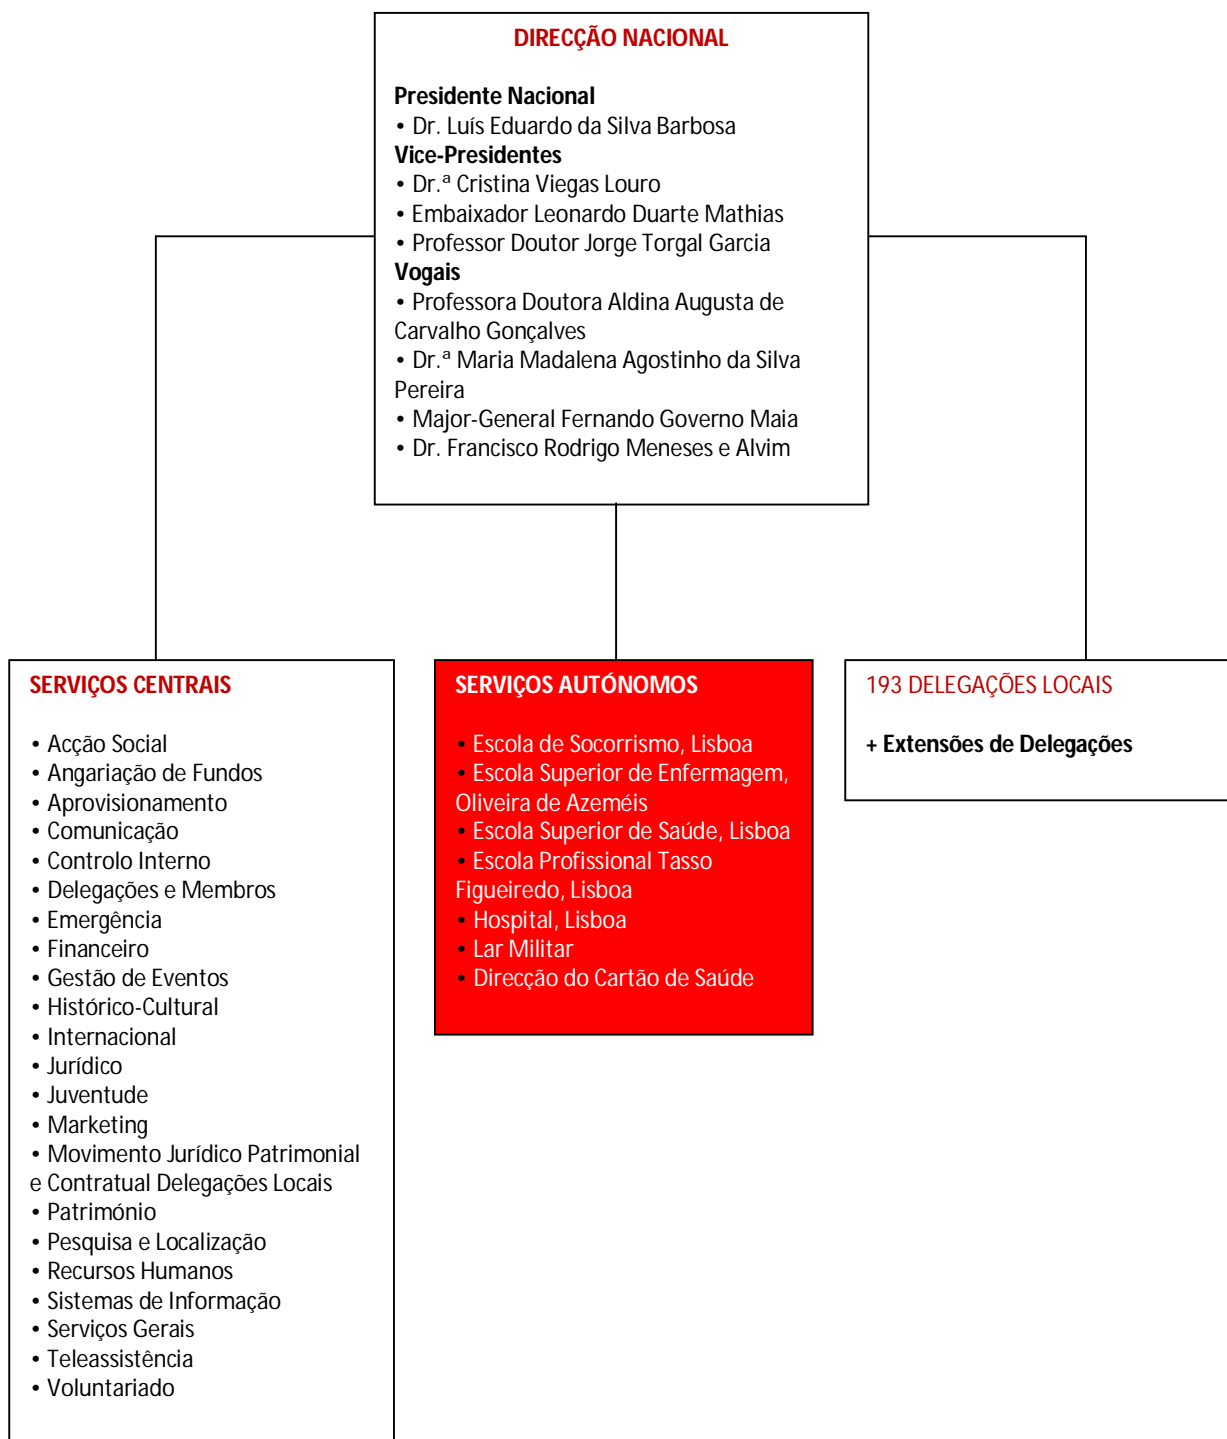 DIRECÇÃO NACIONAL
Presidente Nacional
• Dr. Luís Eduardo da Silva Barbosa
Vice-Presidentes
• Dr.ª Cristina Viegas Louro
• Embaixador Leonardo Duarte Mathias
• Professor Doutor Jorge Torgal Garcia
Vogais
• Professora Doutora Aldina Augusta de
Carvalho Gonçalves
• Dr.ª Maria Madalena Agostinho da Silva
Pereira
• Major-General Fernando Governo Maia
• Dr. Francisco Rodrigo Meneses e Alvim
SERVIÇOS CENTRAIS
• Acção Social
• Angariação de Fundos
• Aprovisionamento
• Comunicação
• Controlo Interno
• Delegações e Membros
• Emergência
• Financeiro
• Gestão de Eventos
• Histórico-Cultural
• Internacional
• Jurídico
• Juventude
• Marketing
• Movimento Jurídico Patrimonial
e Contratual Delegações Locais
• Património
• Pesquisa e Localização
• Recursos Humanos
• Sistemas de Informação
• Serviços Gerais
• Teleassistência
• Voluntariado
SERVIÇOS AUTÓNOMOS
• Escola de Socorrismo, Lisboa
• Escola Superior de Enfermagem,
Oliveira de Azeméis
• Escola Superior de Saúde, Lisboa
• Escola Profissional Tasso
Figueiredo, Lisboa
• Hospital, Lisboa
• Lar Militar
• Direcção do Cartão de Saúde
193 DELEGAÇÕES LOCAIS
+ Extensões de Delegações